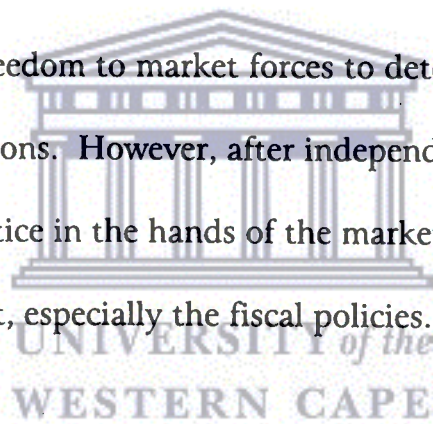 eedom to market forces to det
ons. However, after independ
tice in the hands of the marke
t, especially the fiscal policies.
UNIVERSITY of the
WESTERN CAPE